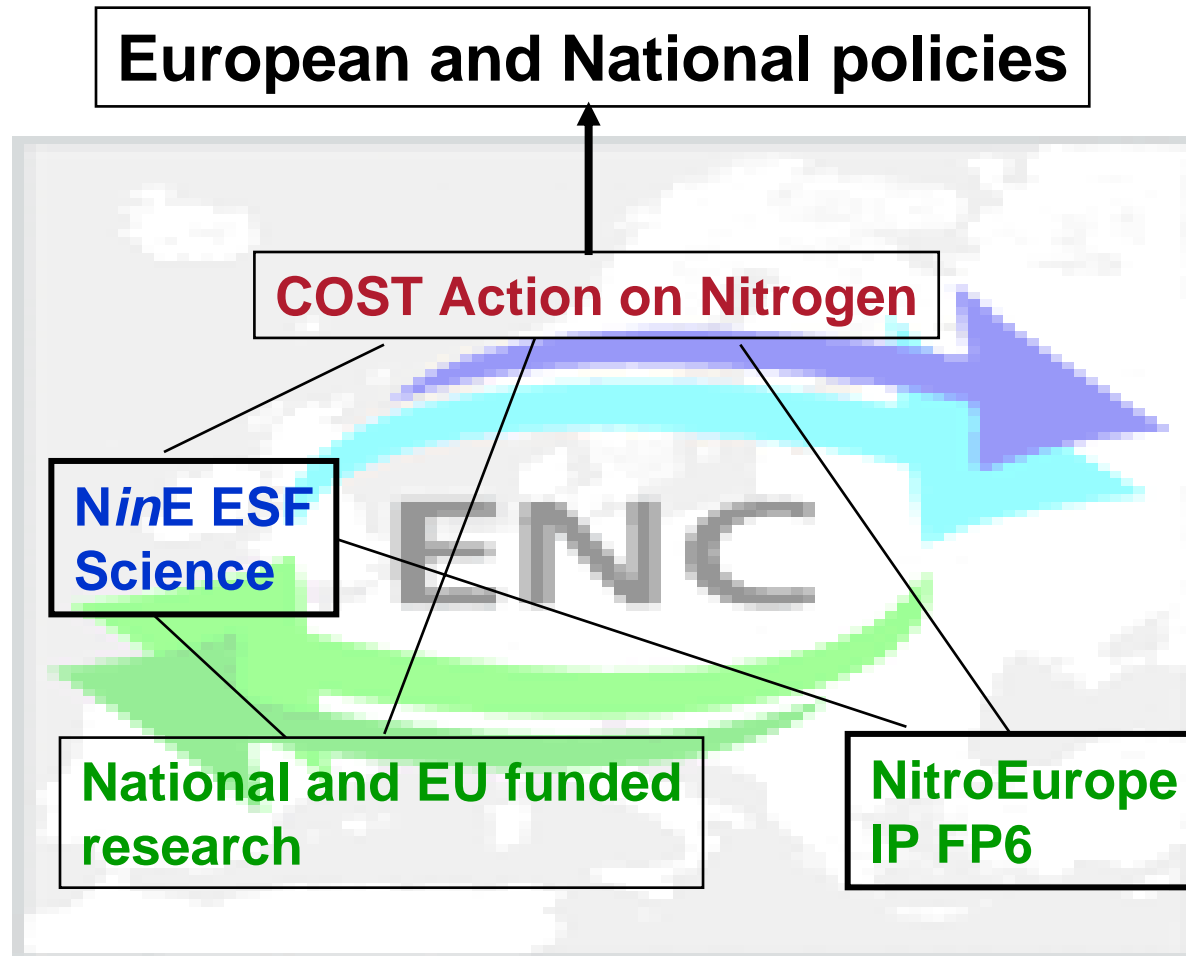 European and National policies
COST Action on Nitrogen
NinE ESF
Science
ENC
National and EU funded
research
NitroEurope
IP FP6